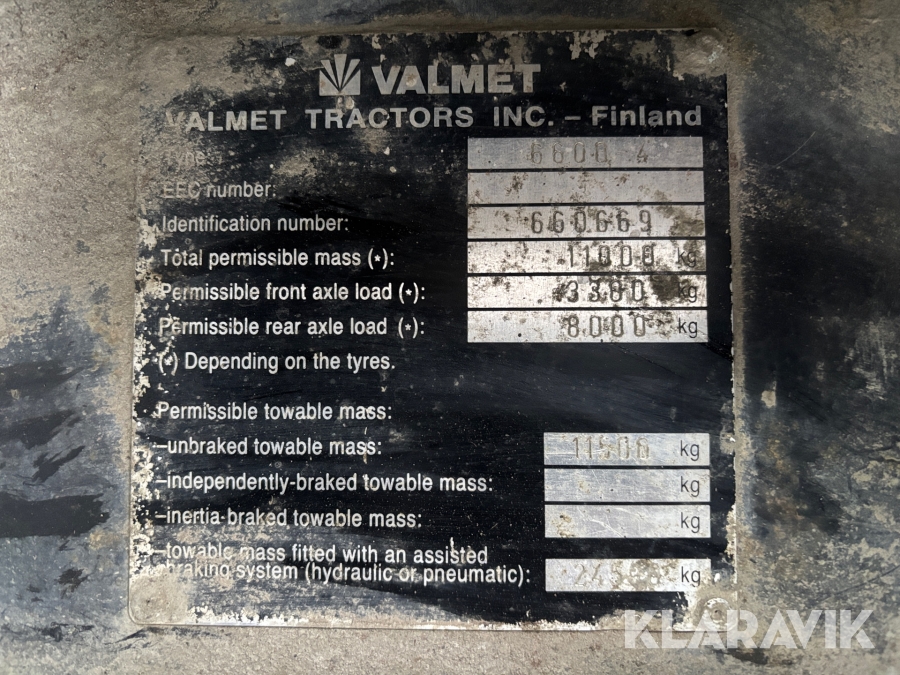 VALMET
VALMET TRACTORS INC. – Finland
Type: 6600 4
EEC number:
Identification number: 660669
Total permissible mass (*): 11000 kg
Permissible front axle load (*): kg
Permissible rear axle load (*): 8000 kg
(*) Depending on the tyres.
Permissible towable mass:
–unbraked towable mass: 11500 kg
–independently-braked towable mass: kg
–inertia-braked towable mass: kg
–towable mass fitted with an assisted
braking system (hydraulic or pneumatic): kg
KLARAVIK